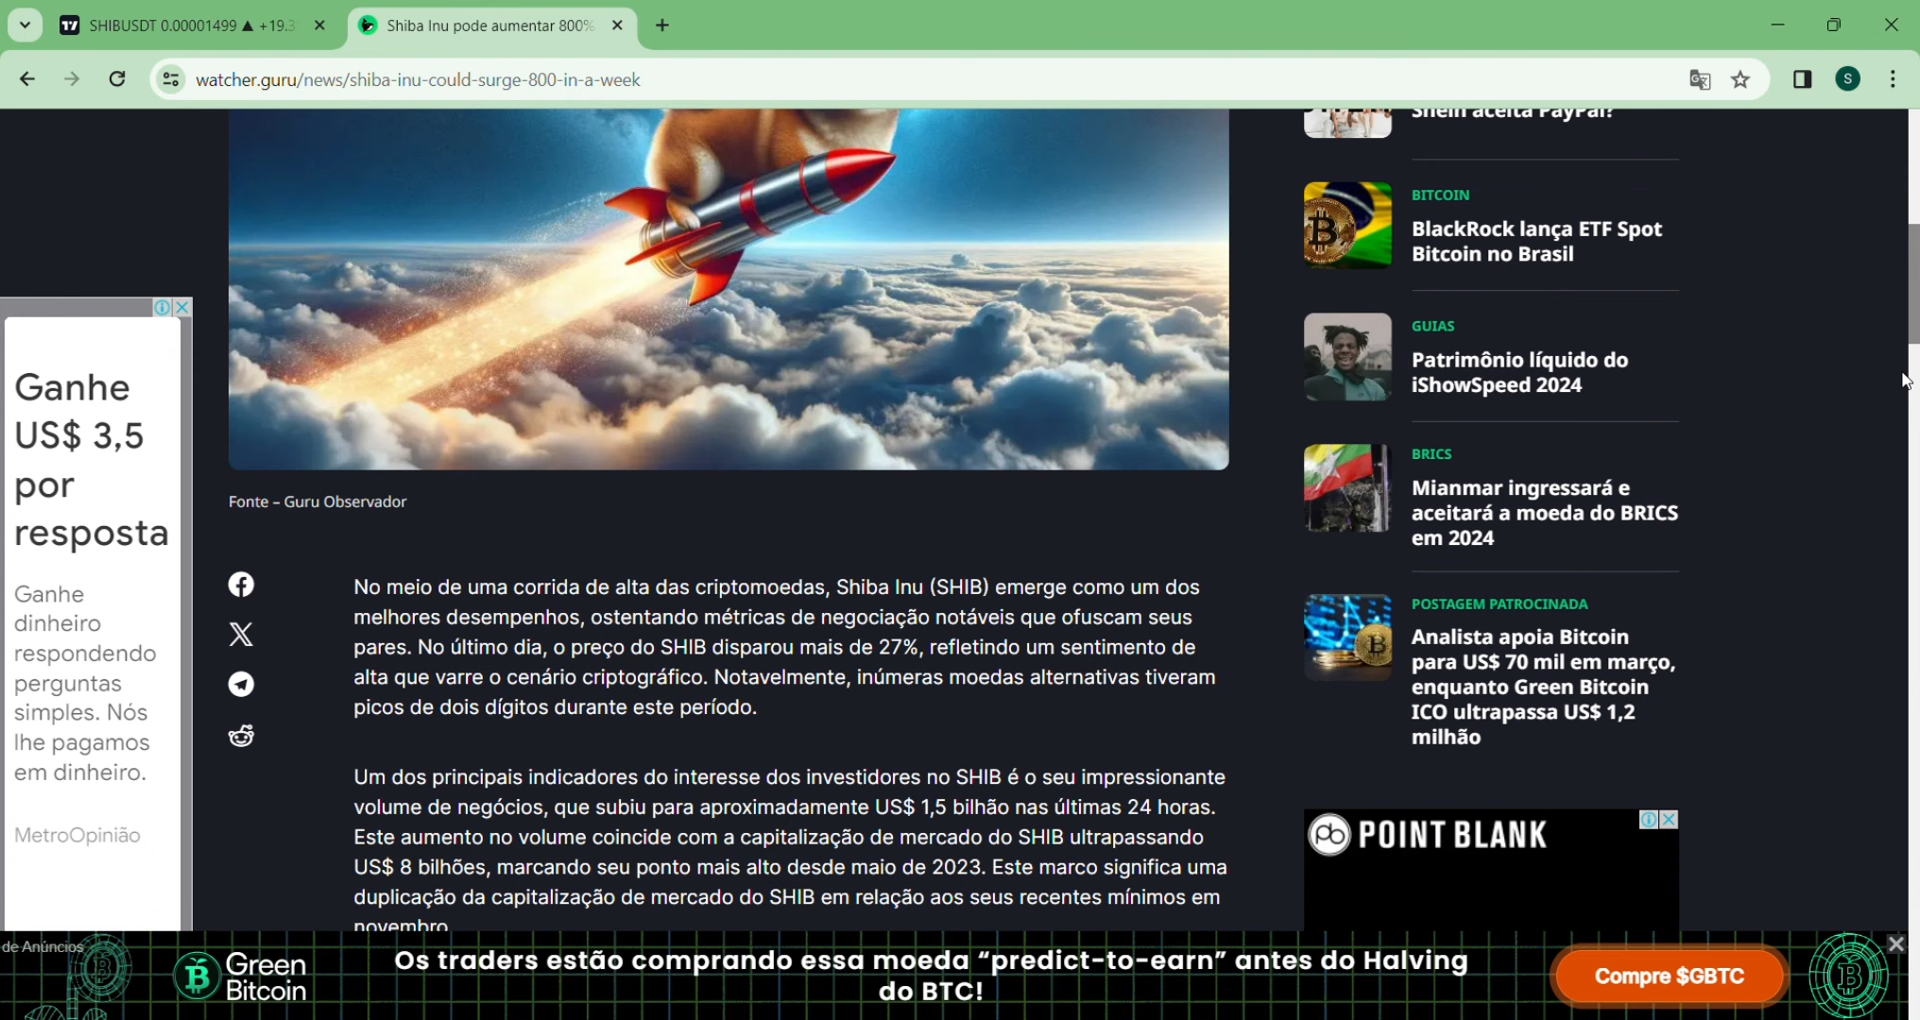 SHIBUSDT 0.00001499 ▲ +19.3
Shiba Inu pode aumentar 800%
watcher.guru/news/shiba-inu-could-surge-800-in-a-week
S
Shein aceita PayPal?
BITCOIN
BlackRock lança ETF Spot
Bitcoin no Brasil
GUIAS
Patrimônio líquido do
iShowSpeed 2024
BRICS
Mianmar ingressará e
aceitará a moeda do BRICS
em 2024
POSTAGEM PATROCINADA
Analista apoia Bitcoin
para US$ 70 mil em março,
enquanto Green Bitcoin
ICO ultrapassa US$ 1,2
milhão
Ganhe
US$ 3,5
por
resposta
Ganhe
dinheiro
respondendo
perguntas
simples. Nós
lhe pagamos
em dinheiro.
MetroOpinião
Fonte – Guru Observador
No meio de uma corrida de alta das criptomoedas, Shiba Inu (SHIB) emerge como um dos
melhores desempenhos, ostentando métricas de negociação notáveis que ofuscam seus
pares. No último dia, o preço do SHIB disparou mais de 27%, refletindo um sentimento de
alta que varre o cenário criptográfico. Notavelmente, inúmeras moedas alternativas tiveram
picos de dois dígitos durante este período.
Um dos principais indicadores do interesse dos investidores no SHIB é o seu impressionante
volume de negócios, que subiu para aproximadamente US$ 1,5 bilhão nas últimas 24 horas.
Este aumento no volume coincide com a capitalização de mercado do SHIB ultrapassando
US$ 8 bilhões, marcando seu ponto mais alto desde maio de 2023. Este marco significa uma
duplicação da capitalização de mercado do SHIB em relação aos seus recentes mínimos em
novembro.
pb POINT BLANK
de Anúncios
Green
Bitcoin
Os traders estão comprando essa moeda “predict-to-earn” antes do Halving
do BTC!
Compre $GBTC